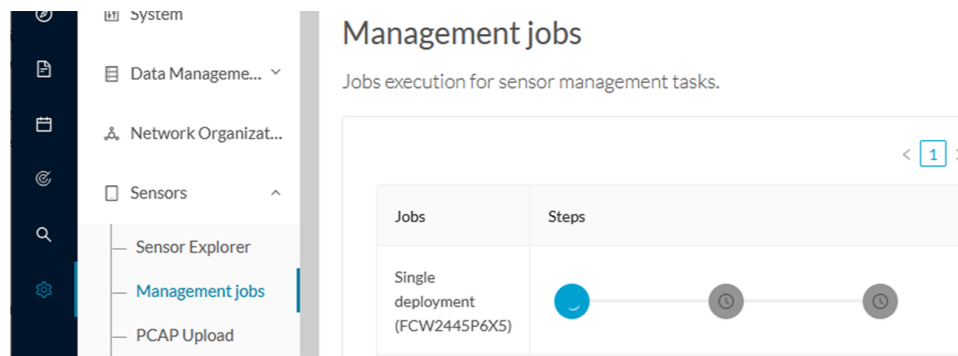 System
Data Manageme...
Network Organizat...
Sensors
Sensor Explorer
Management jobs
PCAP Upload
Management jobs
Jobs execution for sensor management tasks.
< 1
Jobs Steps
Single
deployment
(FCW2445P6X5)